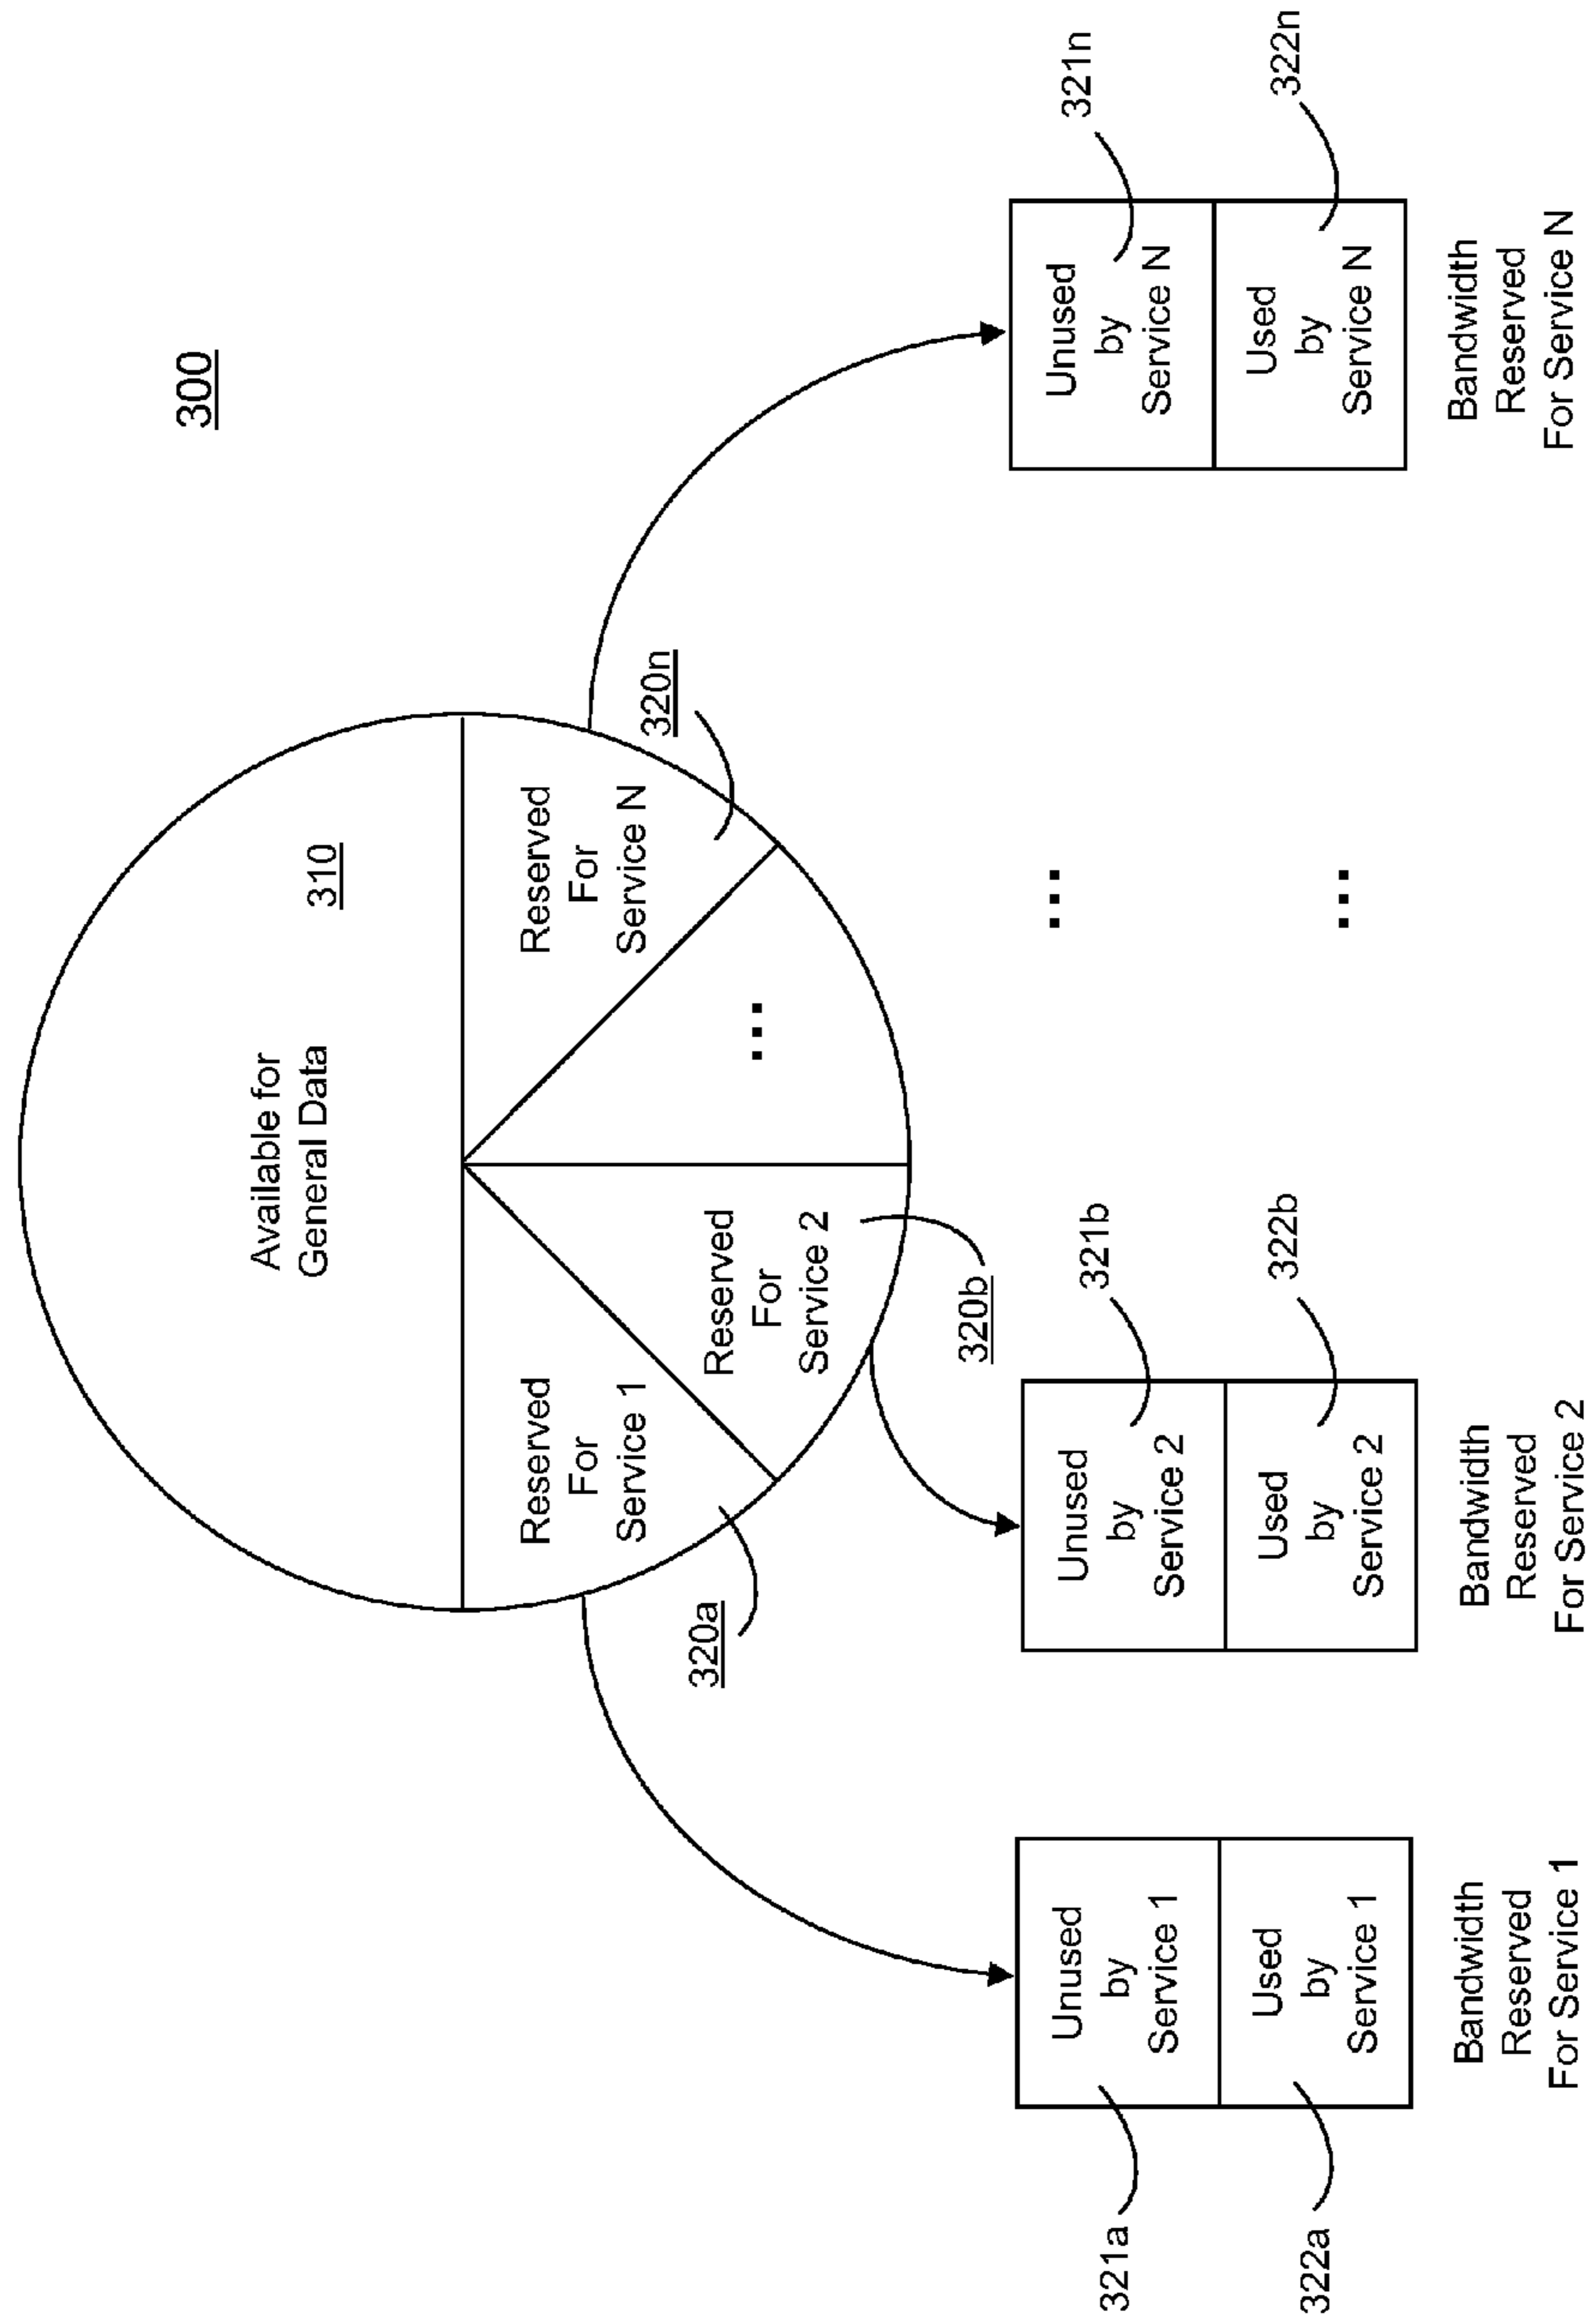 300
Available for
General Data
310
Reserved
For
Service 1
320a
Reserved
For
Service 2
320b
...
Reserved
For
Service N
320n
321a
Unused
by
Service 1
322a
Used
by
Service 1
Bandwidth
Reserved
For Service 1
Unused
by
Service 2
321b
Used
by
Service 2
322b
Bandwidth
Reserved
For Service 2
...
...
Unused
by
Service N
321n
Used
by
Service N
322n
Bandwidth
Reserved
For Service N